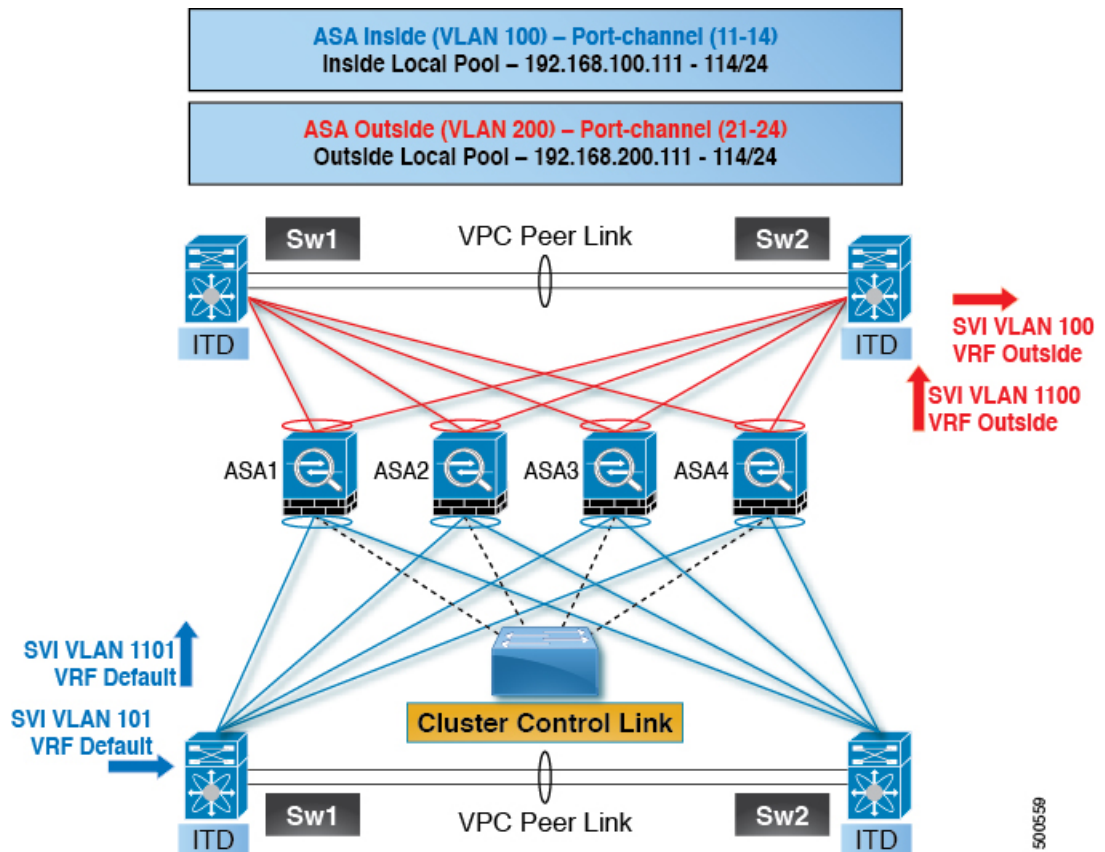 ASA Inside (VLAN 100) – Port-channel (11-14)
Inside Local Pool – 192.168.100.111 - 114/24
ASA Outside (VLAN 200) – Port-channel (21-24)
Outside Local Pool – 192.168.200.111 - 114/24
Sw1
VPC Peer Link
Sw2
ITD
ITD
SVI VLAN 100
VRF Outside
SVI VLAN 1100
VRF Outside
ASA1
ASA2
ASA3
ASA4
SVI VLAN 1101
VRF Default
SVI VLAN 101
VRF Default
Cluster Control Link
Sw1
VPC Peer Link
Sw2
ITD
ITD
500559